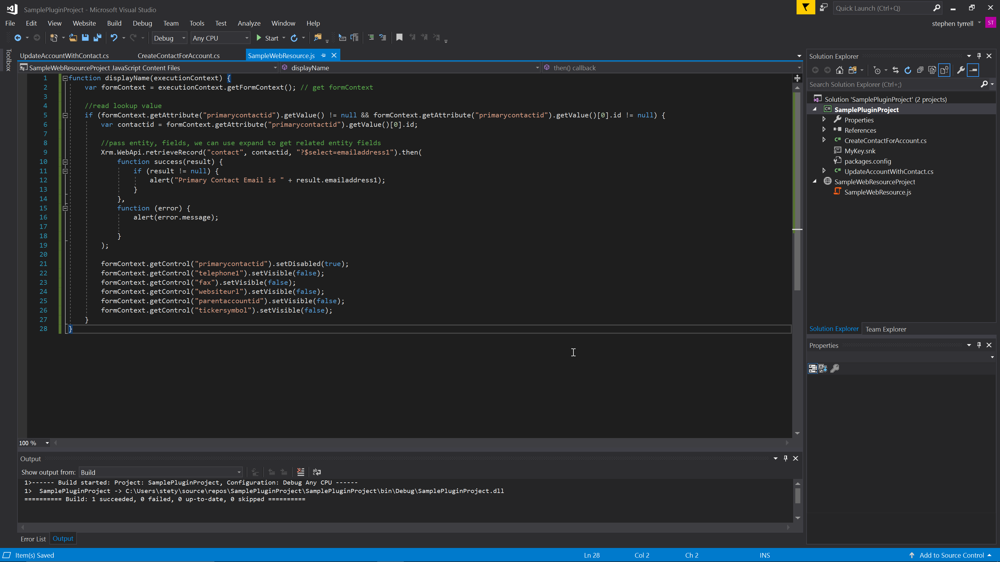 SamplePluginProject - Microsoft Visual Studio
Quick Launch (Ctrl+Q)
File Edit View Website Build Debug Team Tools Test Analyze Window Help
stephen tyrrell ST
Debug Any CPU Start
Toolbox
UpdateAccountWithContact.cs CreateContactForAccount.cs SampleWebResource.js
SampleWebResourceProject JavaScript Content Files displayName then() callback
1 function displayName(executionContext) {
2 var formContext = executionContext.getFormContext(); // get formContext
3
4 //read lookup value
5 if (formContext.getAttribute("primarycontactid").getValue() != null && formContext.getAttribute("primarycontactid").getValue()[0].id != null) {
6 var contactid = formContext.getAttribute("primarycontactid").getValue()[0].id;
7
8 //pass entity, fields, we can use expand to get related entity fields
9 Xrm.WebApi.retrieveRecord("contact", contactid, "?$select=emailaddress1").then(
10 function success(result) {
11 if (result != null) {
12 alert("Primary Contact Email is " + result.emailaddress1);
13 }
14 },
15 function (error) {
16 alert(error.message);
17
18 }
19 );
20
21 formContext.getControl("primarycontactid").setDisabled(true);
22 formContext.getControl("telephone1").setVisible(false);
23 formContext.getControl("fax").setVisible(false);
24 formContext.getControl("websiteurl").setVisible(false);
25 formContext.getControl("parentaccountid").setVisible(false);
26 formContext.getControl("tickersymbol").setVisible(false);
27 }
28 }
100 %
Output
Show output from: Build
1>------ Build started: Project: SamplePluginProject, Configuration: Debug Any CPU ------
1> SamplePluginProject -> C:\Users\stety\source\repos\SamplePluginProject\SamplePluginProject\bin\Debug\SamplePluginProject.dll
========== Build: 1 succeeded, 0 failed, 0 up-to-date, 0 skipped ==========
Error List Output
Solution Explorer
Search Solution Explorer (Ctrl+;)
Solution 'SamplePluginProject' (2 projects)
C# SamplePluginProject
Properties
References
C# CreateContactForAccount.cs
MyKey.snk
packages.config
C# UpdateAccountWithContact.cs
SampleWebResourceProject
SampleWebResource.js
Solution Explorer Team Explorer
Properties
Item(s) Saved Ln 28 Col 2 Ch 2 INS Add to Source Control